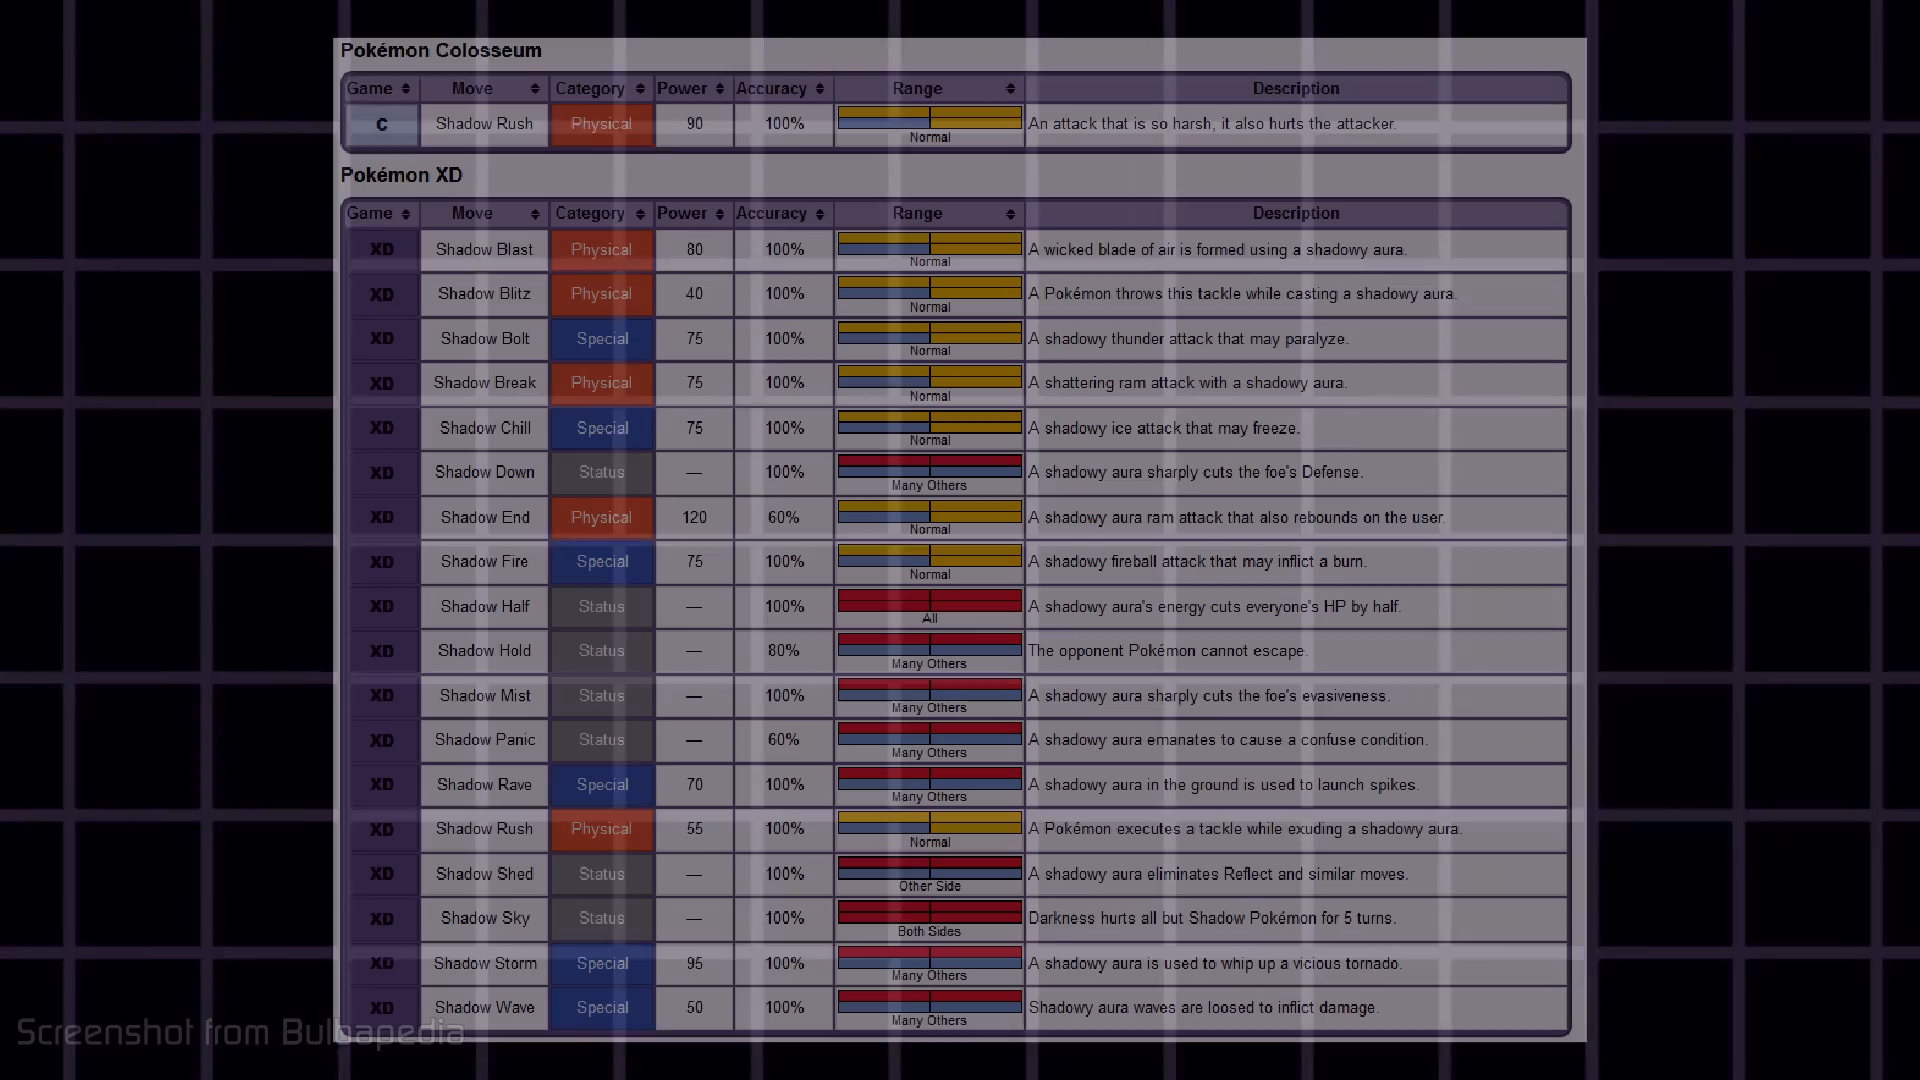 Pokémon Colosseum
Game Move Category Power Accuracy Range Description
C Shadow Rush Physical 90 100% Normal An attack that is so harsh, it also hurts the attacker.
Pokémon XD
Game Move Category Power Accuracy Range Description
XD Shadow Blast Physical 80 100% Normal A wicked blade of air is formed using a shadowy aura.
XD Shadow Blitz Physical 40 100% Normal A Pokémon throws this tackle while casting a shadowy aura.
XD Shadow Bolt Special 75 100% Normal A shadowy thunder attack that may paralyze.
XD Shadow Break Physical 75 100% Normal A shattering ram attack with a shadowy aura.
XD Shadow Chill Special 75 100% Normal A shadowy ice attack that may freeze.
XD Shadow Down Status — 100% Many Others A shadowy aura sharply cuts the foe's Defense.
XD Shadow End Physical 120 60% Normal A shadowy aura ram attack that also rebounds on the user.
XD Shadow Fire Special 75 100% Normal A shadowy fireball attack that may inflict a burn.
XD Shadow Half Status — 100% All A shadowy aura's energy cuts everyone's HP by half.
XD Shadow Hold Status — 80% Many Others The opponent Pokémon cannot escape.
XD Shadow Mist Status — 100% Many Others A shadowy aura sharply cuts the foe's evasiveness.
XD Shadow Panic Status — 60% Many Others A shadowy aura emanates to cause a confuse condition.
XD Shadow Rave Special 70 100% Many Others A shadowy aura in the ground is used to launch spikes.
XD Shadow Rush Physical 55 100% Normal A Pokémon executes a tackle while exuding a shadowy aura.
XD Shadow Shed Status — 100% Other Side A shadowy aura eliminates Reflect and similar moves.
XD Shadow Sky Status — 100% Both Sides Darkness hurts all but Shadow Pokémon for 5 turns.
XD Shadow Storm Special 95 100% Many Others A shadowy aura is used to whip up a vicious tornado.
XD Shadow Wave Special 50 100% Many Others Shadowy aura waves are loosed to inflict damage.
Screenshot from Bulbapedia